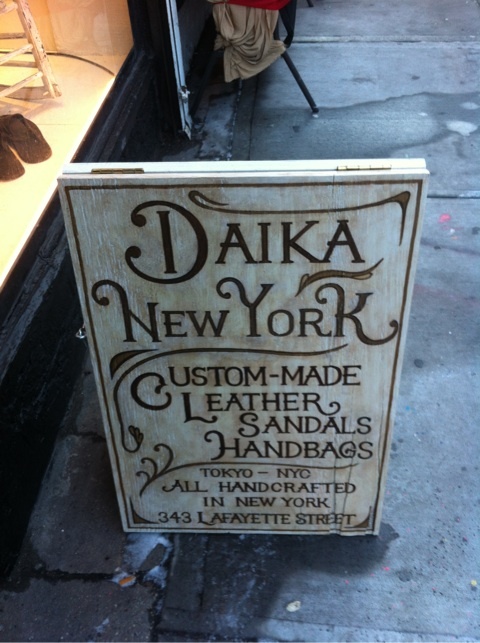 DAIKA
NEW YORK
CUSTOM-MADE
LEATHER
SANDALS
HANDBAGS
TOKYO - NYC
ALL HANDCRAFTED
IN NEW YORK
343 LAFAYETTE STREET